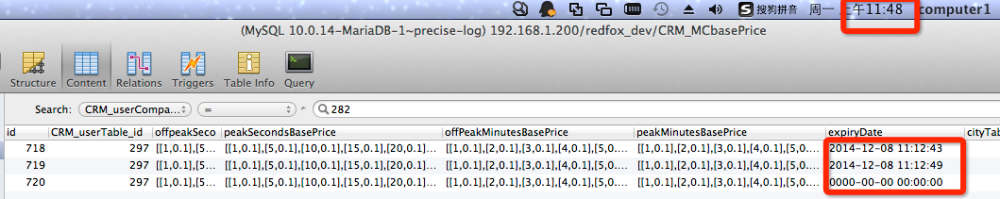 搜狗拼音 周一 上午11:48 computer1
(MySQL 10.0.14-MariaDB-1~precise-log) 192.168.1.200/redfox_dev/CRM_MCbasePrice
Structure Content Relations Triggers Table Info Query
Search: CRM_userCompa... = 282
id CRM_userTable_id offpeakSeco peakSecondsBasePrice offPeakMinutesBasePrice peakMinutesBasePrice expiryDate cityTa
718 297 [[1,0.1],[5... [[1,0.1],[5,0.1],[10,0.1],[15,0.1],[20,0.1]... [[1,0.1],[2,0.1],[3,0.1],[4,0.1],[5,0.... [[1,0.1],[2,0.1],[3,0.1],[4,0.1],[5,0.... 2014-12-08 11:12:43
719 297 [[1,0.1],[5... [[1,0.1],[5,0.1],[10,0.1],[15,0.1],[20,0.1]... [[1,0.1],[2,0.1],[3,0.1],[4,0.1],[5,0.... [[1,0.1],[2,0.1],[3,0.1],[4,0.1],[5,0.... 2014-12-08 11:12:49
720 297 [[1,0.1],[5... [[1,0.1],[5,0.1],[10,0.1],[15,0.1],[20,0.1]... [[1,0.1],[2,0.1],[3,0.1],[4,0.1],[5,0.... [[1,0.1],[2,0.1],[3,0.1],[4,0.1],[5,0.... 0000-00-00 00:00:00